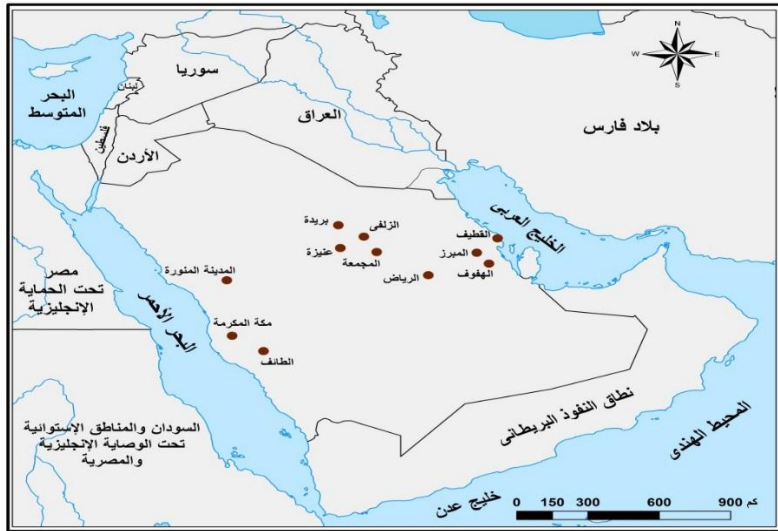 N
W
E
S
سوريا
لبنان
البحر
المتوسط
العراق
بلاد فارس
فلسطين
الأردن
بريدة
الزلفى
القطيف
الخليج العربى
عنيزة
المبرز
المجمعة
الهفوف
الرياض
المدينة المنورة
مصر
تحت الحماية
الإنجليزية
البحر الأحمر
مكة المكرمة
الطائف
نطاق النفوذ البريطانى
المحيط الهندى
السودان والمناطق الإستوائية
تحت الوصاية الإنجليزية
والمصرية
خليج عدن
0 150 300 600 900 كم